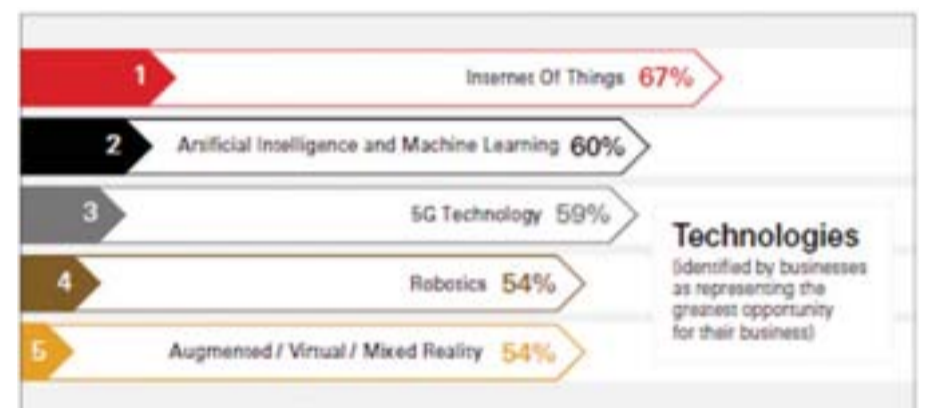 1 Internet Of Things 67%
2 Artificial Intelligence and Machine Learning 60%
3 5G Technology 59%
4 Robotics 54%
5 Augmented / Virtual / Mixed Reality 54%
Technologies
(identified by businesses
as representing the
greatest opportunity
for their business)